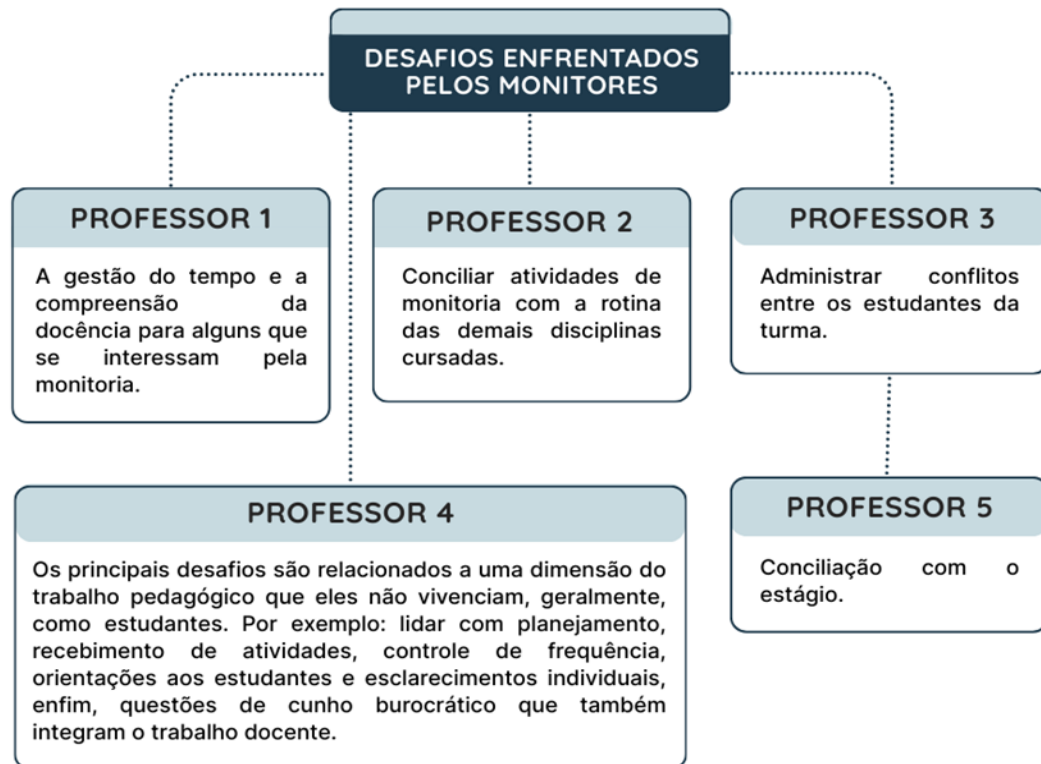 DESAFIOS ENFRENTADOS
PELOS MONITORES
PROFESSOR 1
A gestão do tempo e a
compreensão da
docência para alguns que
se interessam pela
monitoria.
PROFESSOR 2
Conciliar atividades de
monitoria com a rotina
das demais disciplinas
cursadas.
PROFESSOR 3
Administrar conflitos
entre os estudantes da
turma.
PROFESSOR 4
Os principais desafios são relacionados a uma dimensão do
trabalho pedagógico que eles não vivenciam, geralmente,
como estudantes. Por exemplo: lidar com planejamento,
recebimento de atividades, controle de frequência,
orientações aos estudantes e esclarecimentos individuais,
enfim, questões de cunho burocrático que também
integram o trabalho docente.
PROFESSOR 5
Conciliação com o
estágio.